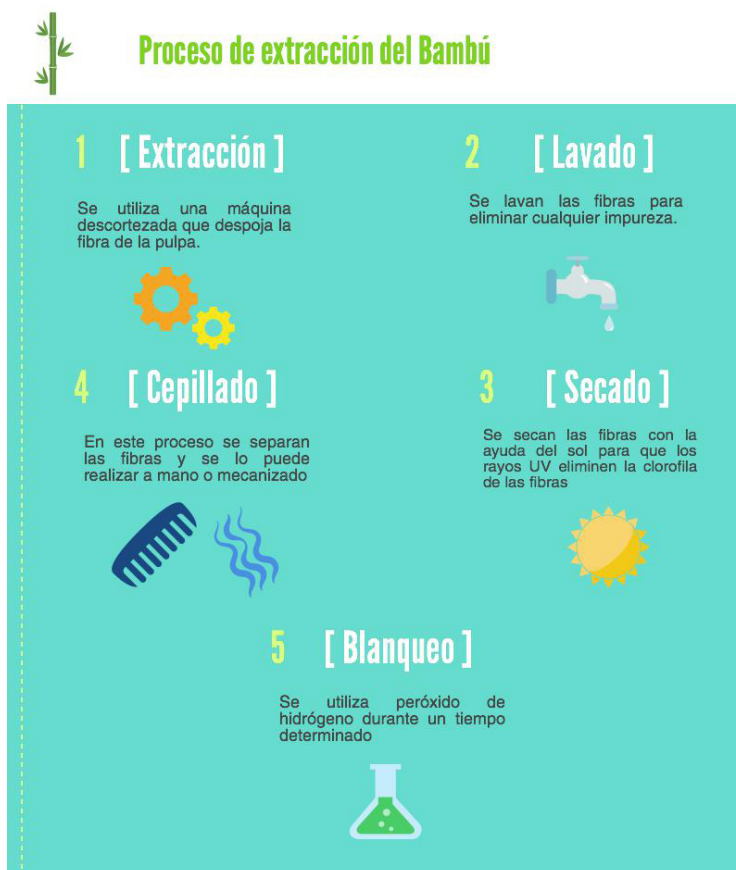 Proceso de extracción del Bambú
1 [ Extracción ]
Se utiliza una máquina
descortezada que despoja la
fibra de la pulpa.
2 [ Lavado ]
Se lavan las fibras para
eliminar cualquier impureza.
3 [ Secado ]
Se secan las fibras con la
ayuda del sol para que los
rayos UV eliminen la clorofila
de las fibras
4 [ Cepillado ]
En este proceso se separan
las fibras y se lo puede
realizar a mano o mecanizado
5 [ Blanqueo ]
Se utiliza peróxido de
hidrógeno durante un tiempo
determinado